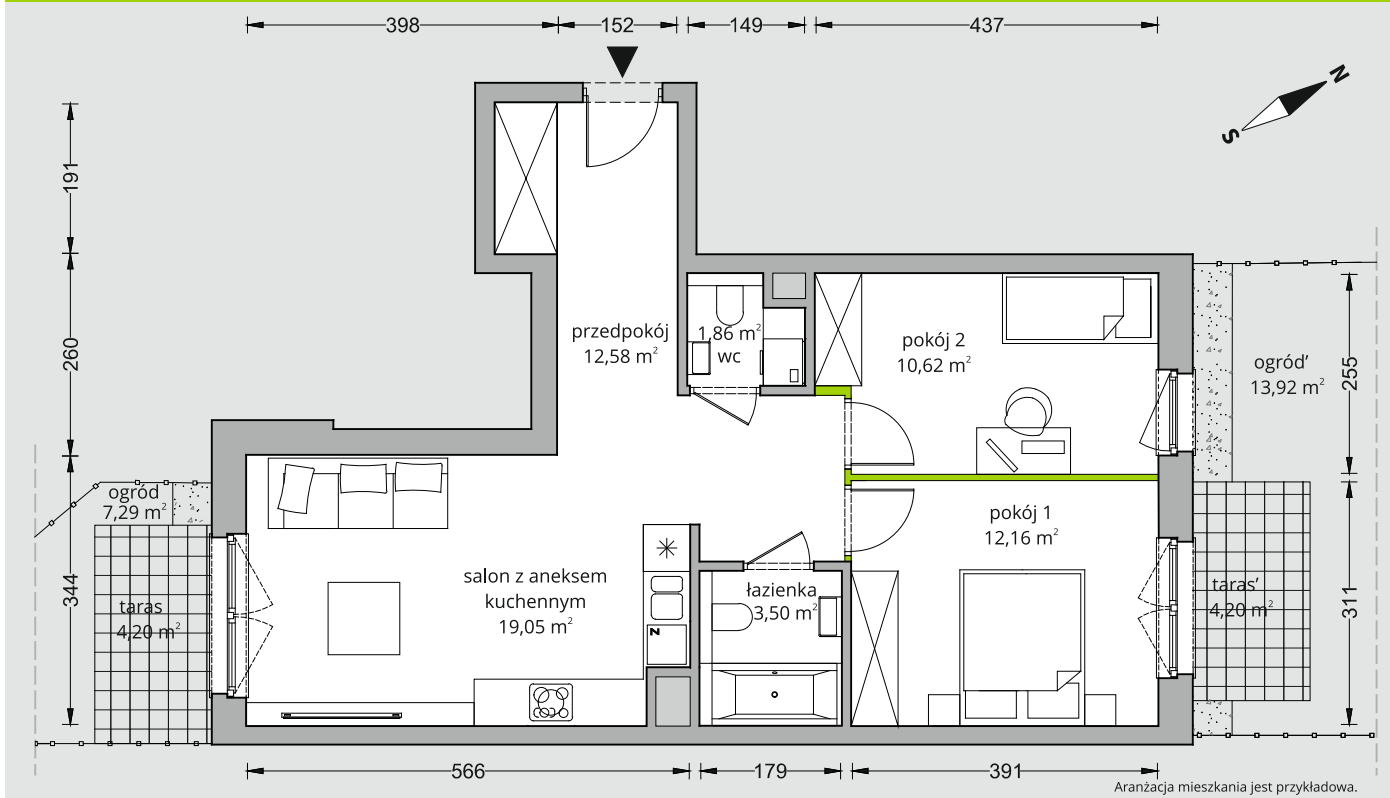 398
152
149
437
N
S
191
260
344
przedpokój
12,58 m²
1,86 m²
wc
pokój 2
10,62 m²
ogród’
13,92 m²
255
ogród
7,29 m²
taras
4,20 m²
salon z aneksem
kuchennym
19,05 m²
N
łazienka
3,50 m²
pokój 1
12,16 m²
taras’
4,20 m²
311
566
179
391
Aranżacja mieszkania jest przykładowa.